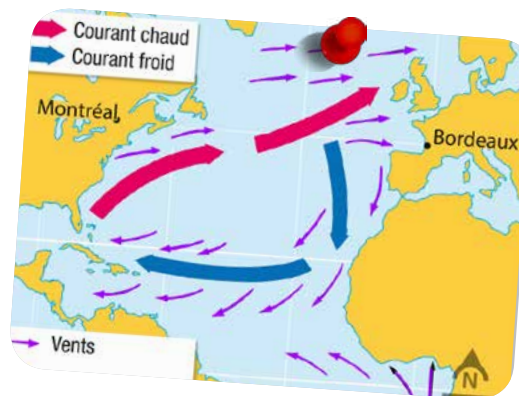 Courant chaud
Courant froid
Montréal
Bordeaux
Vents
N